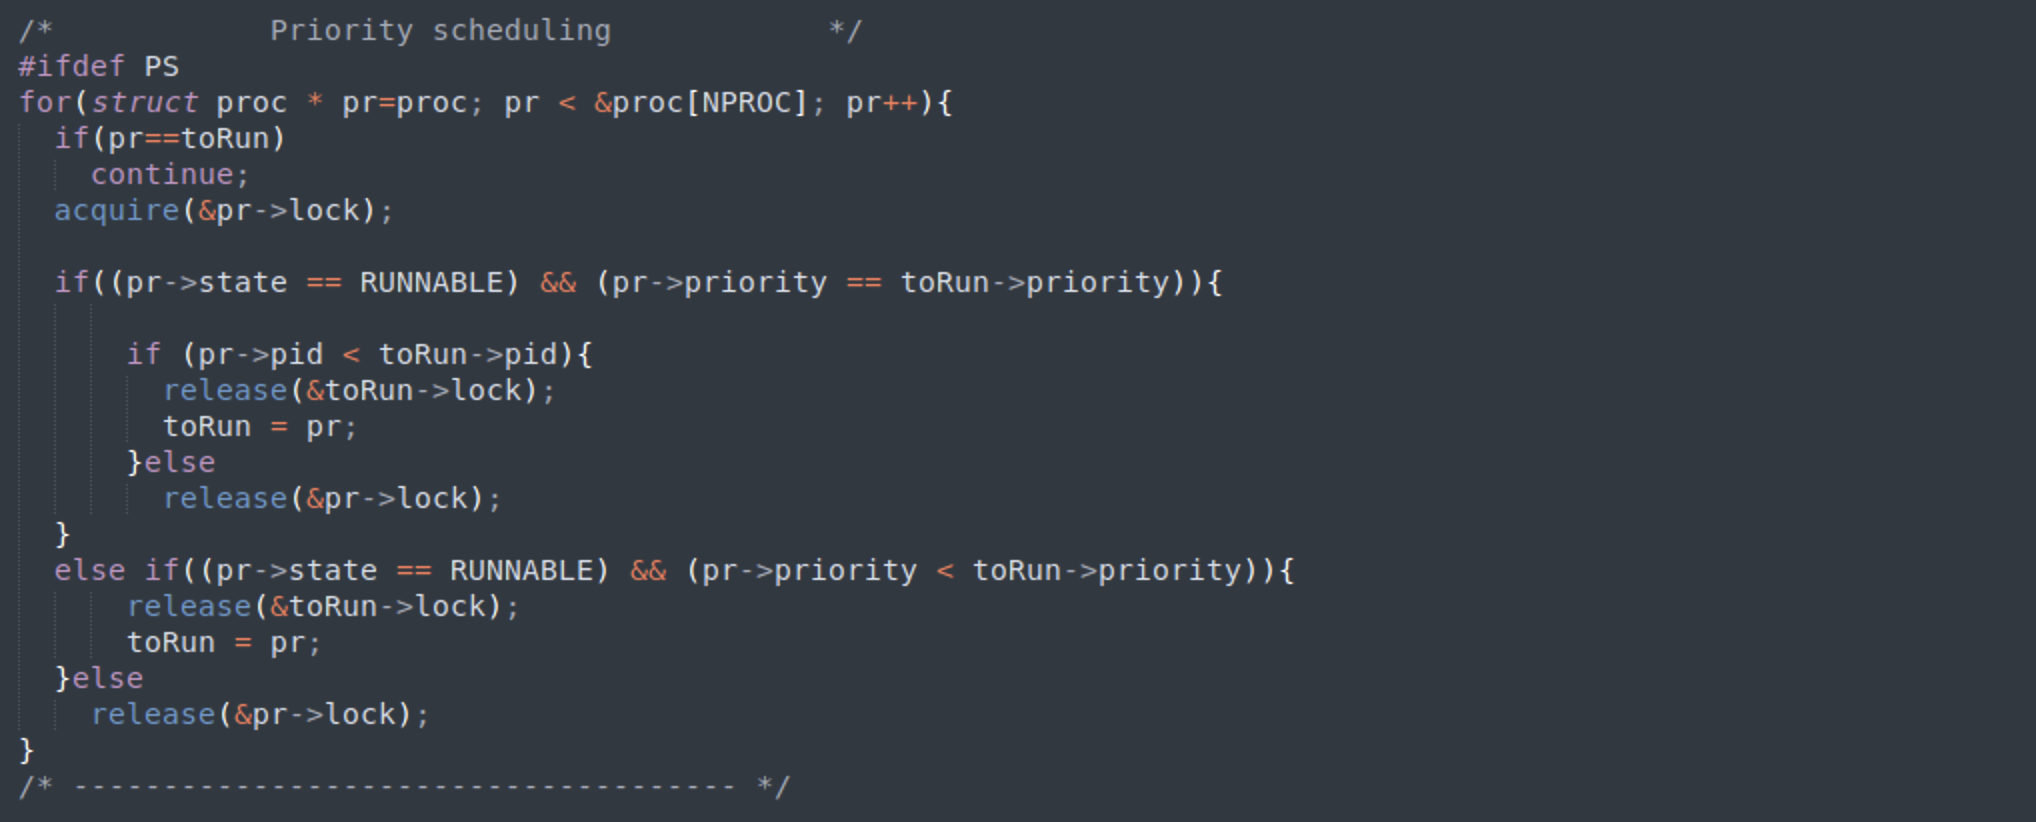 /*            Priority scheduling            */
#ifdef PS
for(struct proc * pr=proc; pr < &proc[NPROC]; pr++){
  if(pr==toRun)
    continue;
  acquire(&pr->lock);

  if((pr->state == RUNNABLE) && (pr->priority == toRun->priority)){

      if (pr->pid < toRun->pid){
        release(&toRun->lock);
        toRun = pr;
      }else
        release(&pr->lock);
  }
  else if((pr->state == RUNNABLE) && (pr->priority < toRun->priority)){
      release(&toRun->lock);
      toRun = pr;
  }else
    release(&pr->lock);
}
/* ------------------------------------- */